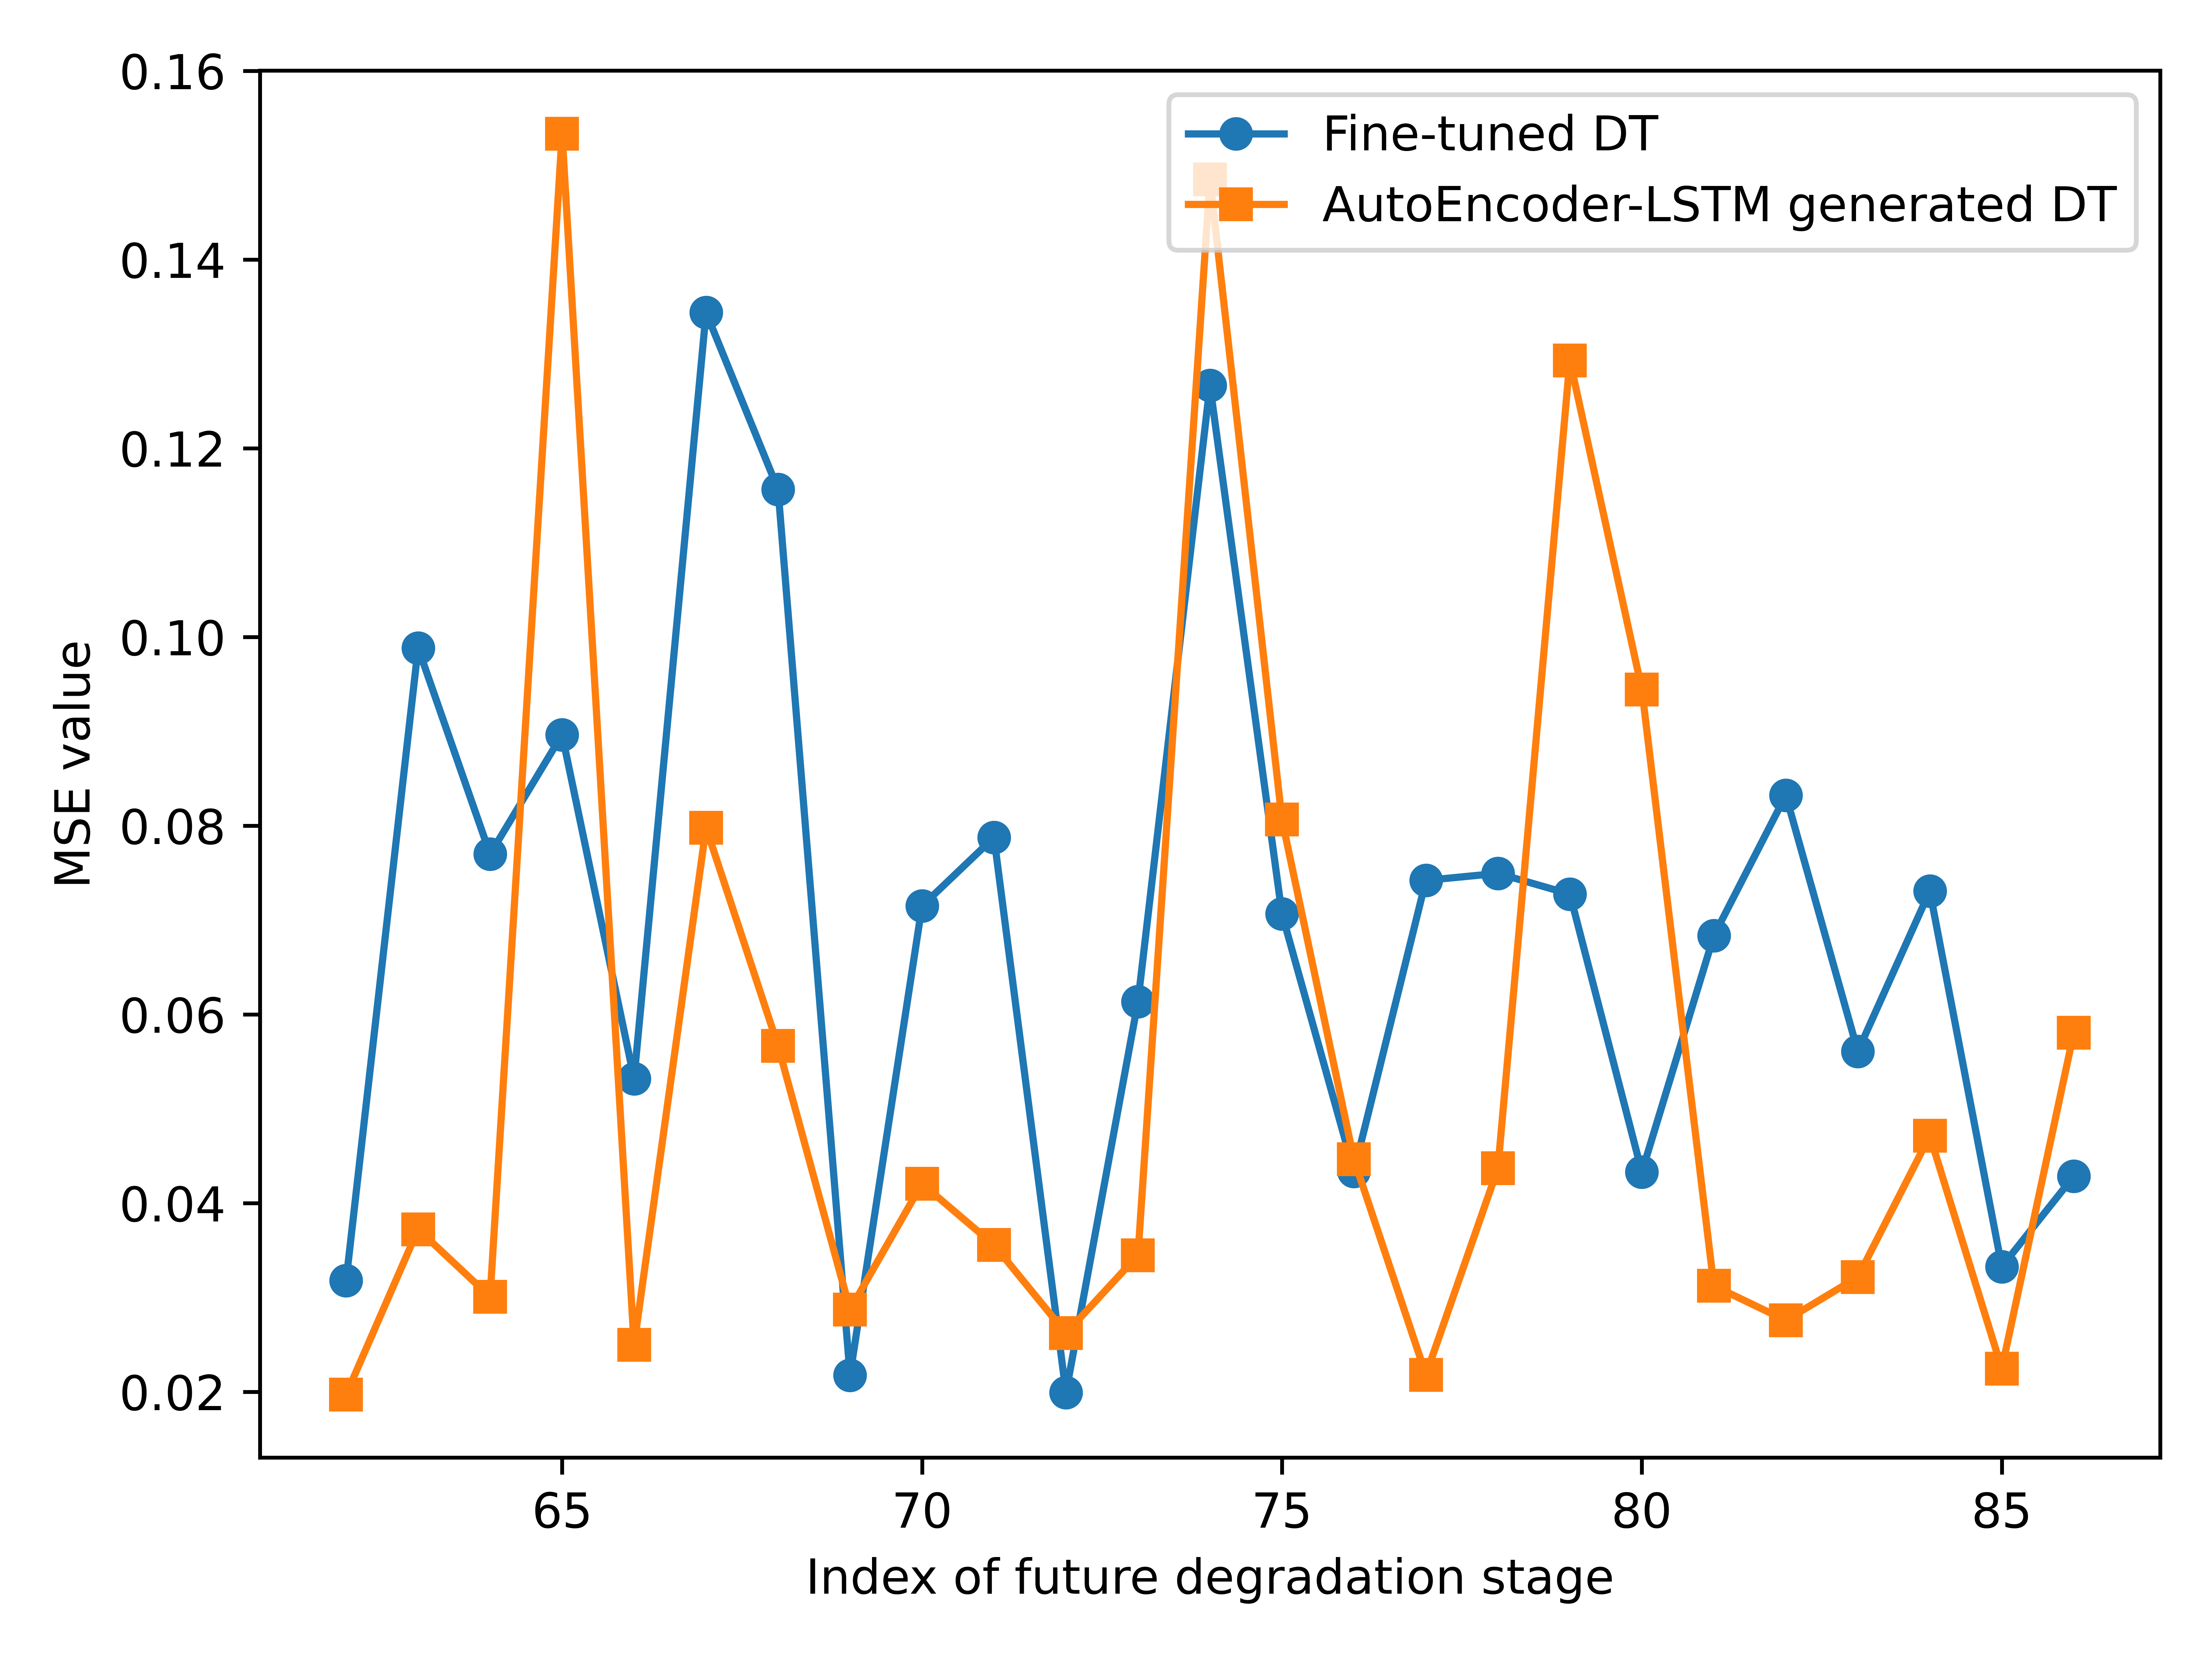 0.16
0.14
0.12
0.10
0.08
0.06
0.04
0.02
MSE value
Fine-tuned DT
AutoEncoder-LSTM generated DT
65 70 75 80 85
Index of future degradation stage